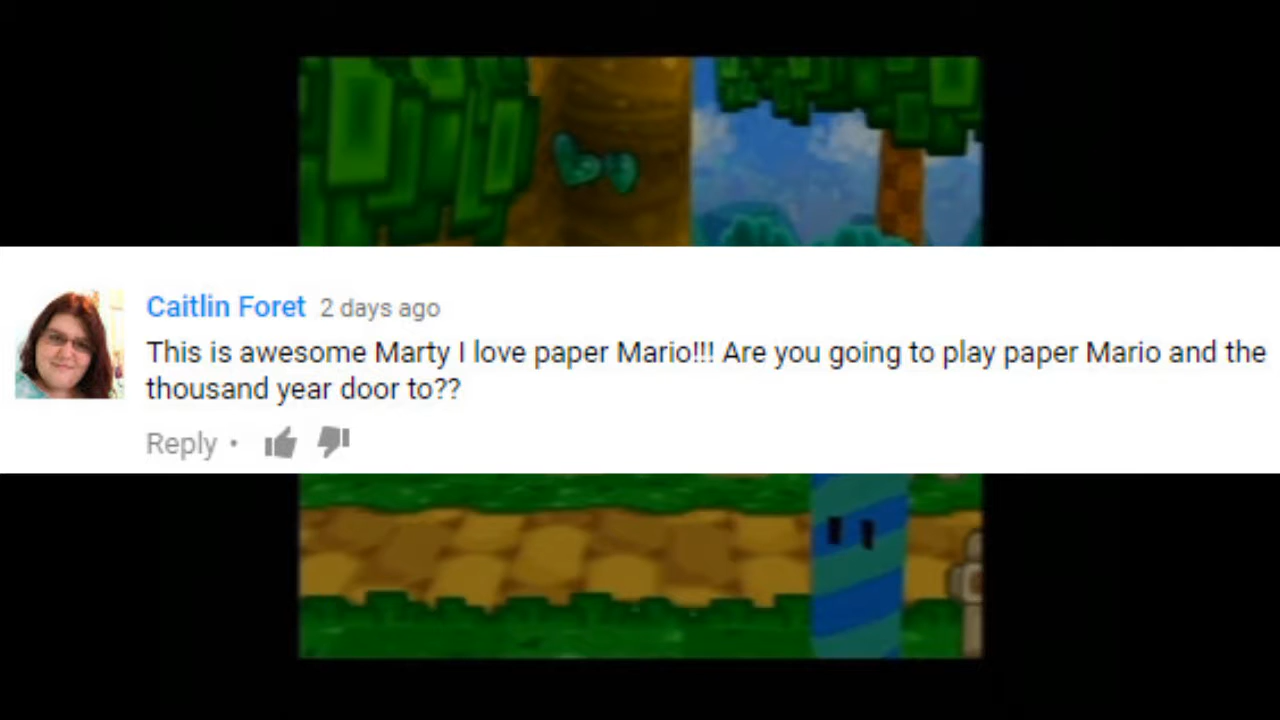 Caitlin Foret 2 days ago
This is awesome Marty I love paper Mario!!! Are you going to play paper Mario and the
thousand year door to??
Reply •